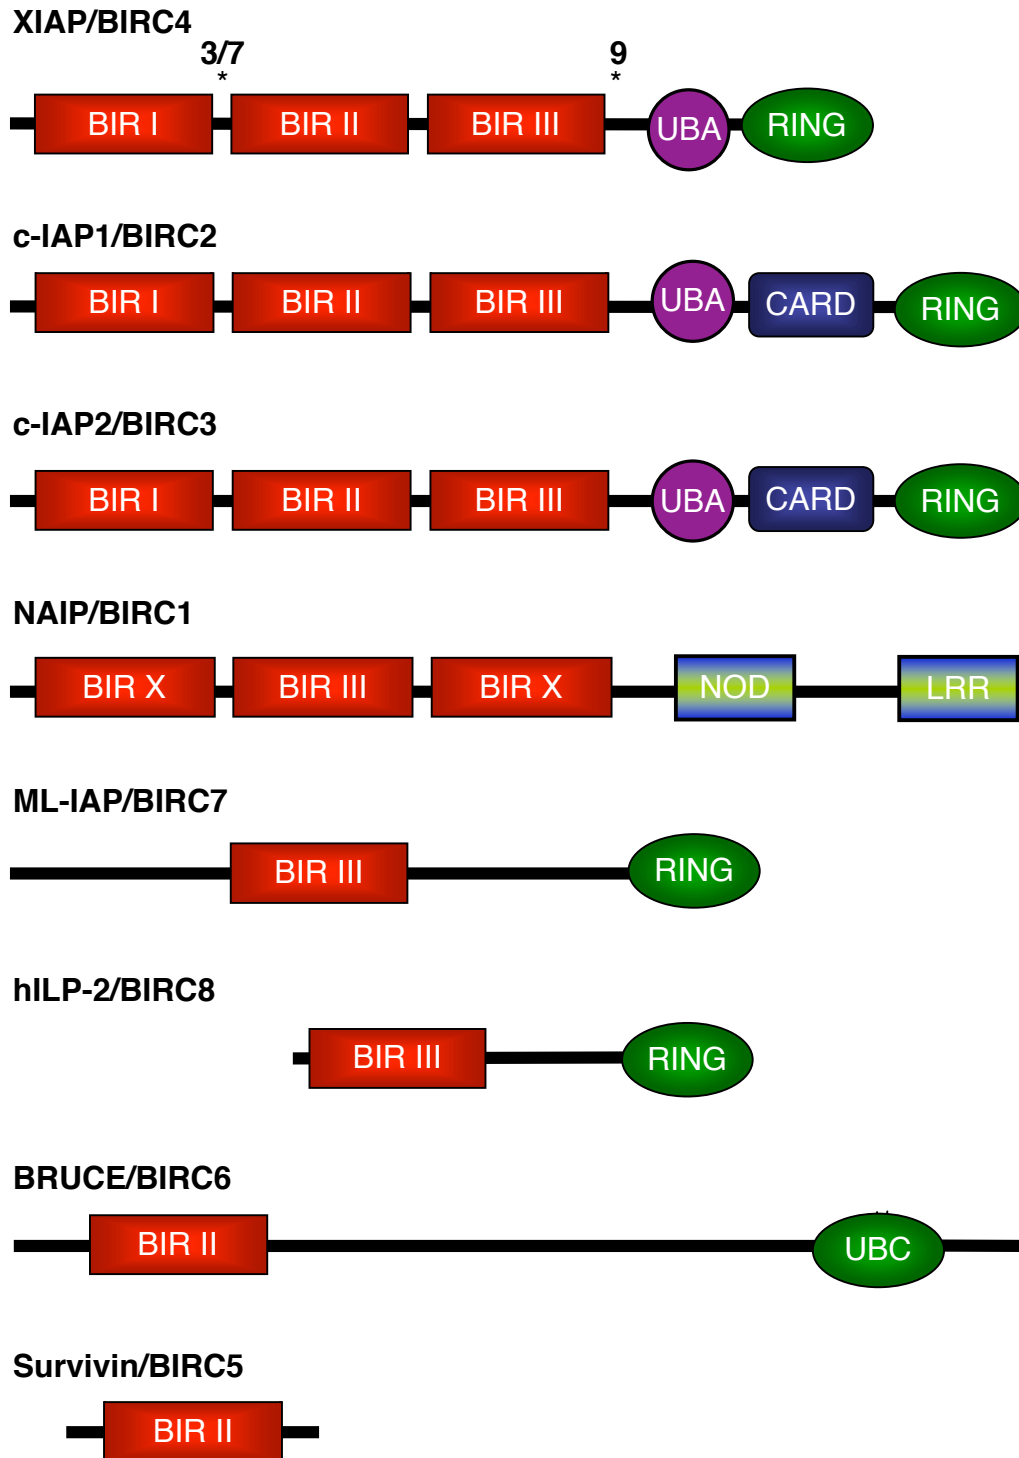 XIAP/BIRC4
3/7 9
* *
BIR I BIR II BIR III UBA RING
c-IAP1/BIRC2
BIR I BIR II BIR III UBA CARD RING
c-IAP2/BIRC3
BIR I BIR II BIR III UBA CARD RING
NAIP/BIRC1
BIR X BIR III BIR X NOD LRR
ML-IAP/BIRC7
BIR III RING
hILP-2/BIRC8
BIR III RING
BRUCE/BIRC6
BIR II UBC
Survivin/BIRC5
BIR II